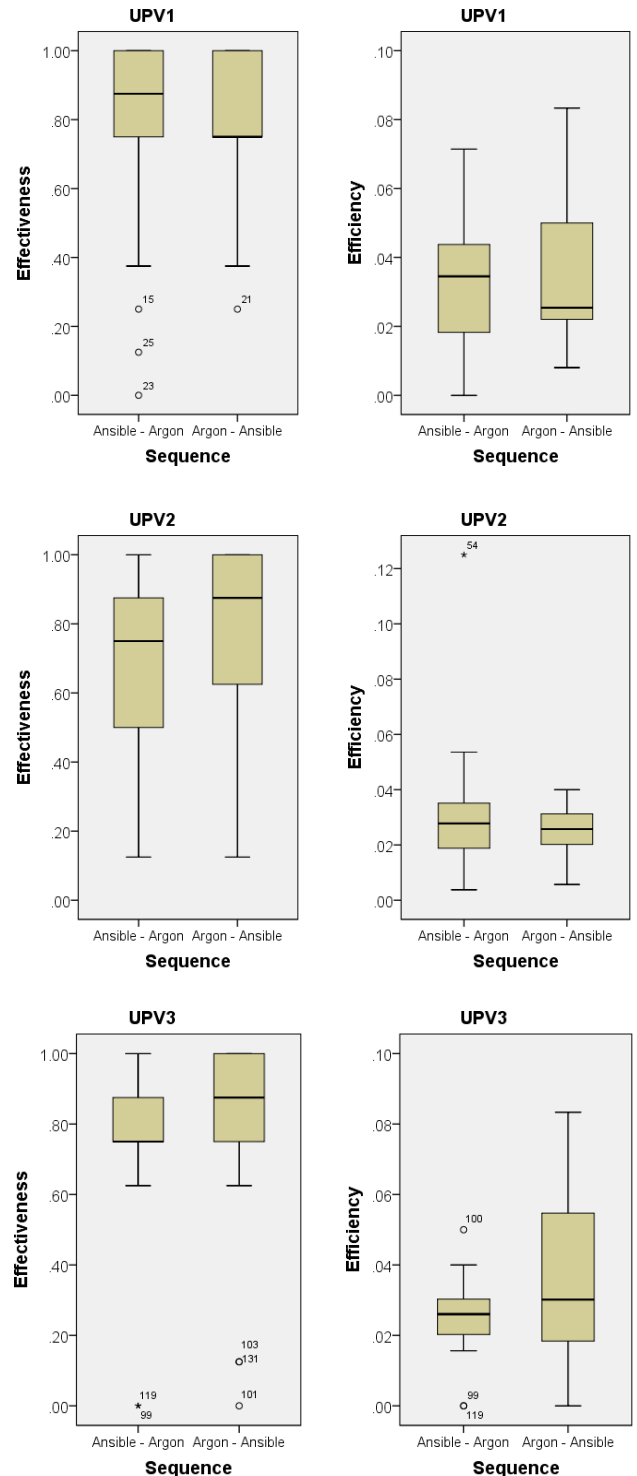 UPV1
1.00
.80
.60
.40
.20
.00
15
25
23
21
Effectiveness
Ansible - Argon Argon - Ansible
Sequence
UPV1
.10
.08
.06
.04
.02
.00
Efficiency
Ansible - Argon Argon - Ansible
Sequence
UPV2
1.00
.80
.60
.40
.20
.00
Effectiveness
Ansible - Argon Argon - Ansible
Sequence
UPV2
54
.12
.10
.08
.06
.04
.02
.00
Efficiency
Ansible - Argon Argon - Ansible
Sequence
UPV3
1.00
.80
.60
.40
.20
.00
103
131
119
101
99
Effectiveness
Ansible - Argon Argon - Ansible
Sequence
UPV3
.10
.08
.06
.04
.02
.00
100
99
119
Efficiency
Ansible - Argon Argon - Ansible
Sequence